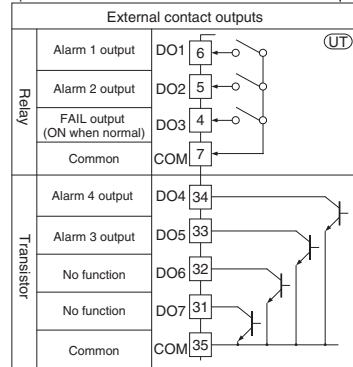 External contact outputs
UT
Relay
Alarm 1 output DO1 6
Alarm 2 output DO2 5
FAIL output
(ON when normal) DO3 4
Common COM 7
Transistor
Alarm 4 output DO4 34
Alarm 3 output DO5 33
No function DO6 32
No function DO7 31
Common COM 35